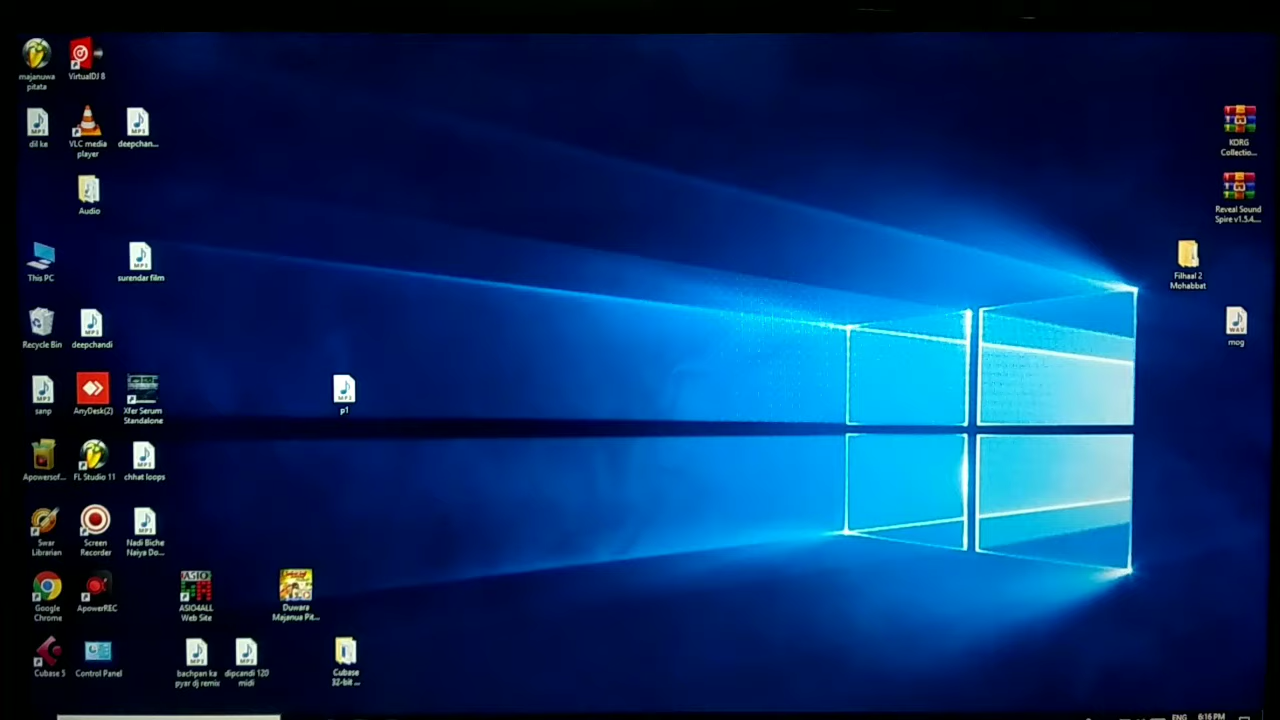 majanuwa
pitata
VirtualDJ 8
dil ke
VLC media
player
deepchan...
Audio
This PC
surendar film
Recycle Bin
deepchandi
sanp
AnyDesk(2)
Xfer Serum
Standalone
p1
Apowersof...
FL Studio 11
chhat loops
Swar
Librarian
Screen
Recorder
Nadi Biche
Naiya Do...
Google
Chrome
ApowerREC
ASIO4ALL
Web Site
Duwara
Majanua Pit...
Cubase 5
Control Panel
bachpan ka
pyar dj remix
dipcandi 120
midi
Cubase
32-bit ...
KORG
Collectio...
Reveal Sound
Spire v1.5.4....
Filhaal 2
Mohabbat
mog
ENG
6:16 PM